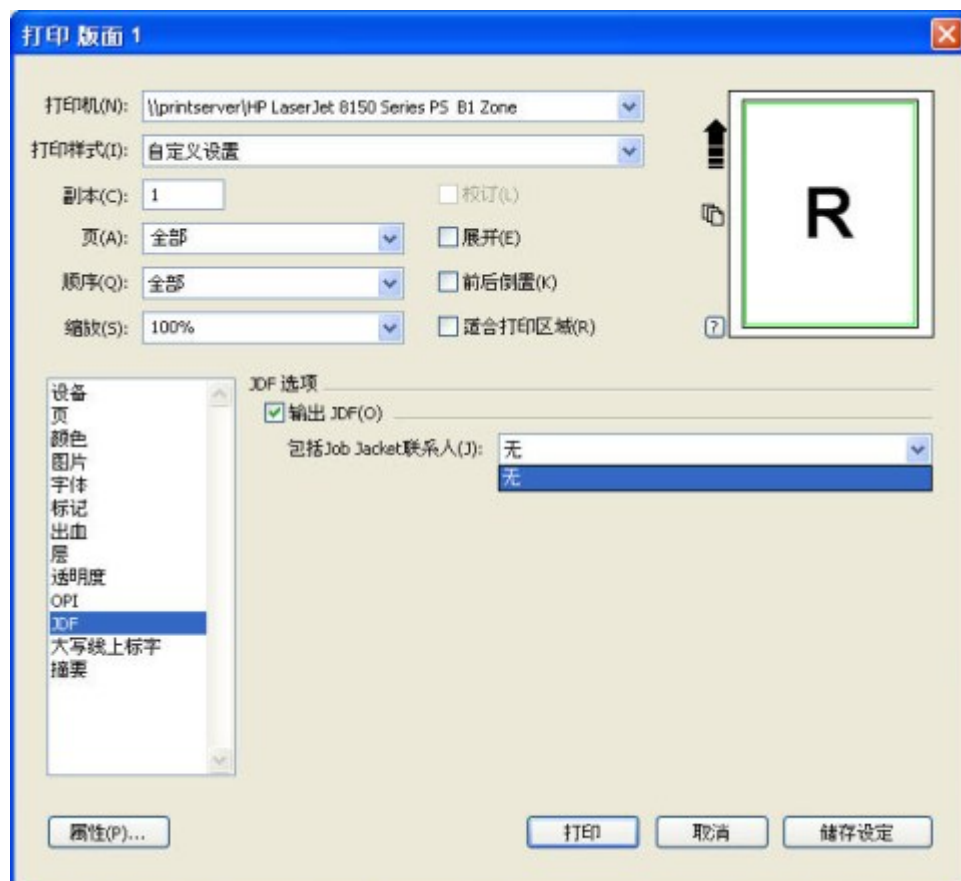 打印 版面 1
打印机(N): \\printserver\HP LaserJet 8150 Series PS B1 Zone
打印样式(I): 自定义设置
副本(C): 1
校订(L)
页(A): 全部
展开(E)
顺序(Q): 全部
前后倒置(K)
缩放(S): 100%
适合打印区域(R)
R
?
设备
页
颜色
图片
字体
标记
出血
层
透明度
OPI
JDF
大写线上标字
摘要
JDF 选项
输出 JDF(O)
包括Job Jacket联系人(J): 无
无
属性(P)...
打印
取消
储存设定